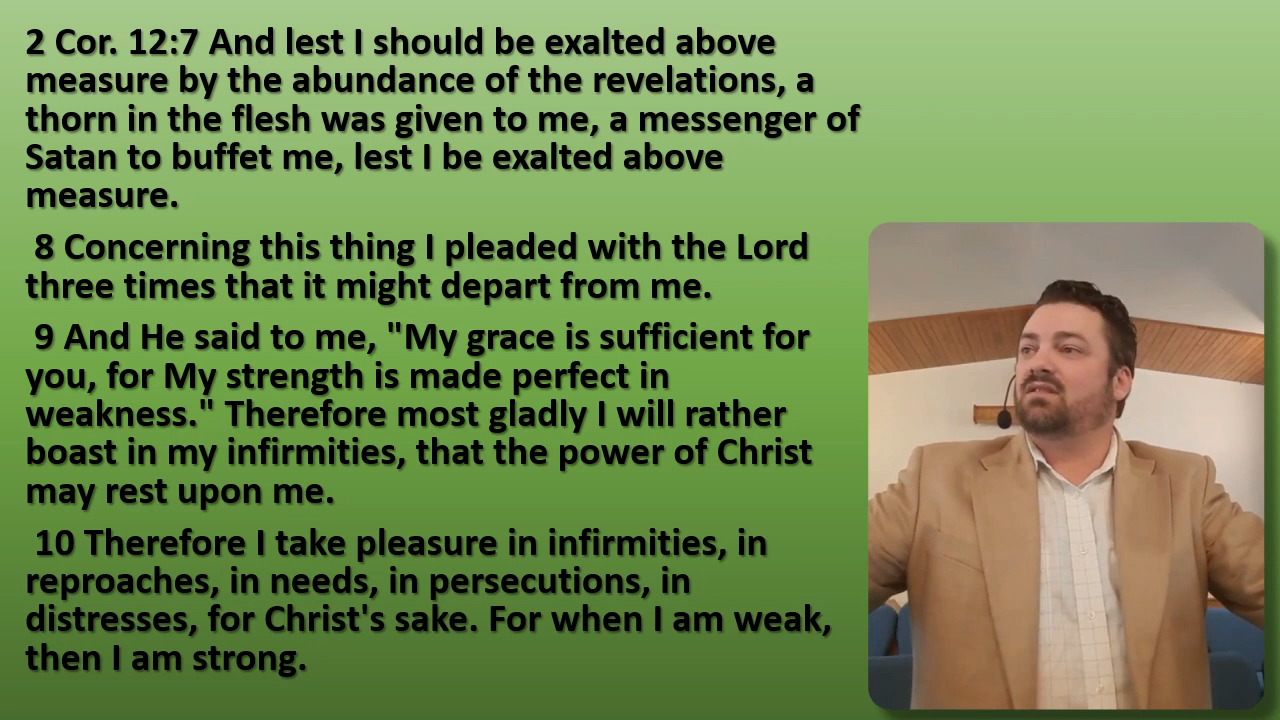 2 Cor. 12:7 And lest I should be exalted above
measure by the abundance of the revelations, a
thorn in the flesh was given to me, a messenger of
Satan to buffet me, lest I be exalted above
measure.
8 Concerning this thing I pleaded with the Lord
three times that it might depart from me.
9 And He said to me, "My grace is sufficient for
you, for My strength is made perfect in
weakness." Therefore most gladly I will rather
boast in my infirmities, that the power of Christ
may rest upon me.
10 Therefore I take pleasure in infirmities, in
reproaches, in needs, in persecutions, in
distresses, for Christ's sake. For when I am weak,
then I am strong.